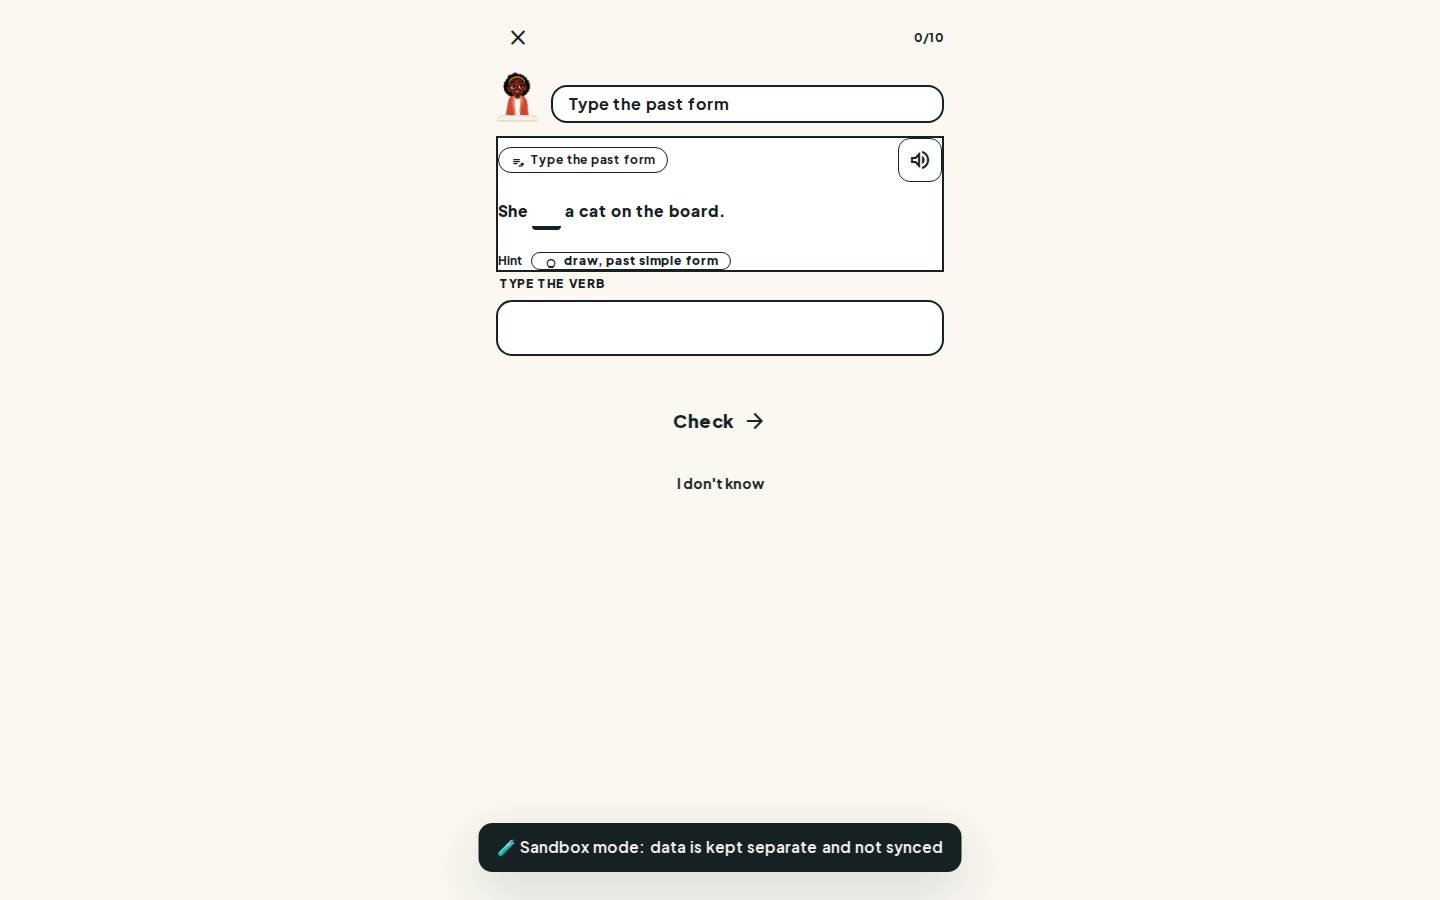 0/10
Type the past form
Type the past form
She ___ a cat on the board.
Hint draw, past simple form
TYPE THE VERB
Check
I don't know
Sandbox mode: data is kept separate and not synced